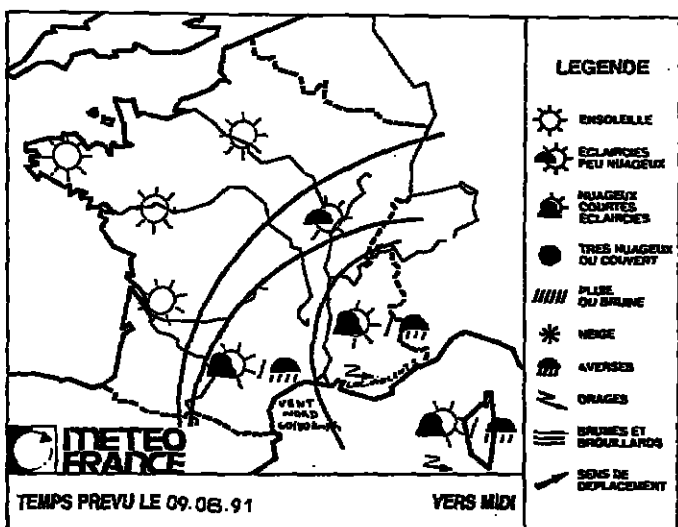 VENT
NORD
METEO
FRANCE
TEMPS PREVU LE 09.08.91 VERS MIDI
LEGENDE
ENSOLEILLE
ECLAIRCIES
PEU NUAGEUX
NUAGEUX
COURTES
ECLAIRCIES
TRES NUAGEUX
OU COUVERT
PLUIE
OU BRUINE
NEIGE
AVERSES
ORAGES
BRUMES ET
BROUILLARDS
SENS DE
DEPLACEMENT